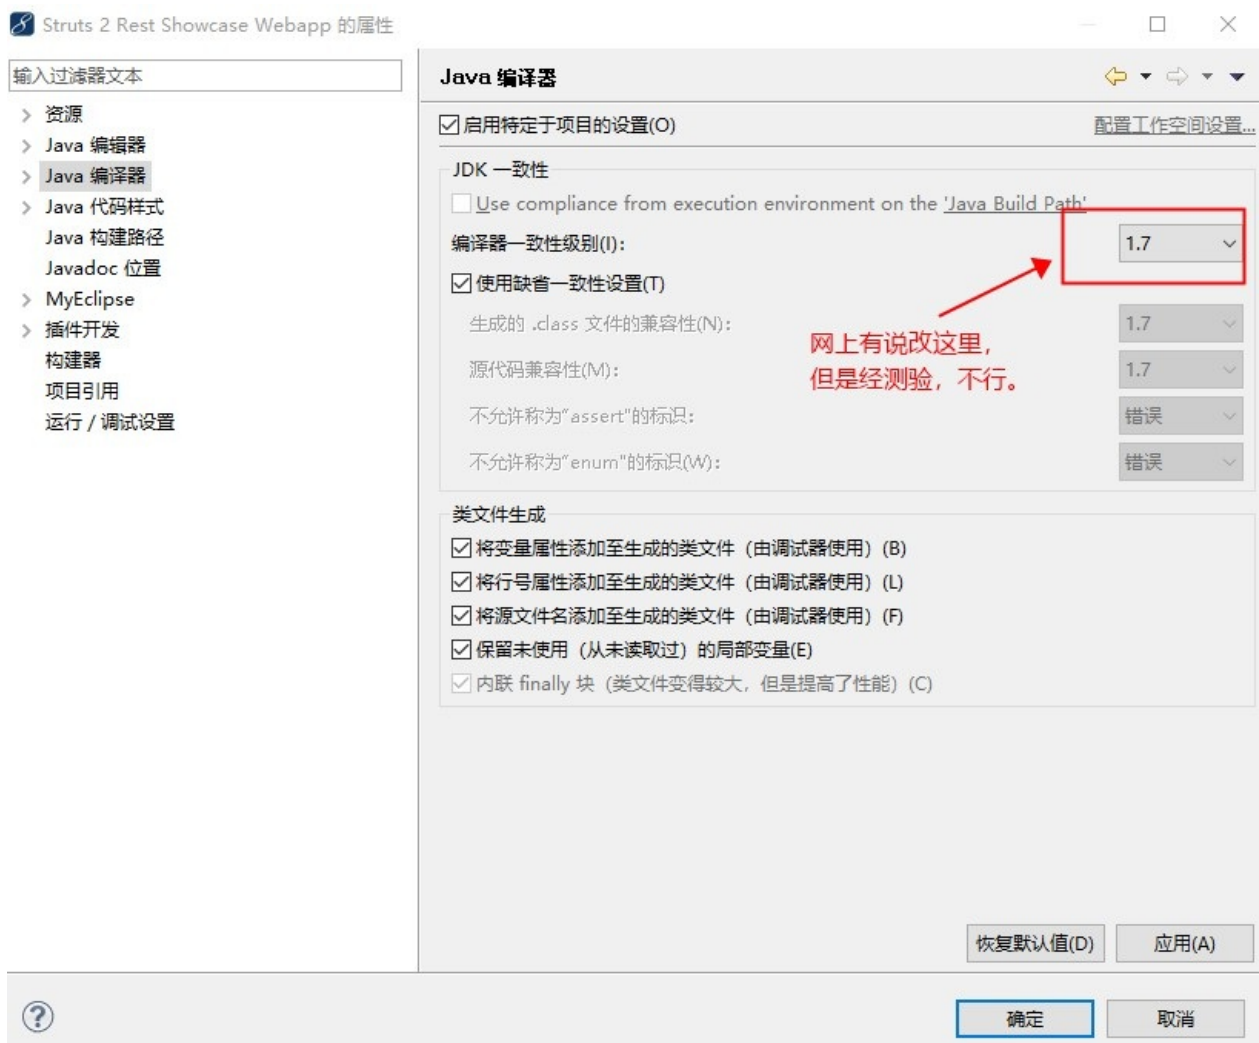 Struts 2 Rest Showcase Webapp 的属性
输入过滤器文本
资源
Java 编辑器
Java 编译器
Java 代码样式
Java 构建路径
Javadoc 位置
MyEclipse
插件开发
构建器
项目引用
运行 / 调试设置
Java 编译器
启用特定于项目的设置(O)
配置工作空间设置...
JDK 一致性
Use compliance from execution environment on the 'Java Build Path'
编译器一致性级别(I)：
1.7
使用缺省一致性设置(T)
生成的 .class 文件的兼容性(N)：
1.7
源代码兼容性(M)：
1.7
不允许称为"assert"的标识：
错误
不允许称为"enum"的标识(W)：
错误
网上有说改这里，
但是经测验，不行。
类文件生成
将变量属性添加至生成的类文件（由调试器使用）(B)
将行号属性添加至生成的类文件（由调试器使用）(L)
将源文件名添加至生成的类文件（由调试器使用）(F)
保留未使用（从未读取过）的局部变量(E)
内联 finally 块（类文件变得较大，但是提高了性能）(C)
恢复默认值(D)
应用(A)
?
确定
取消